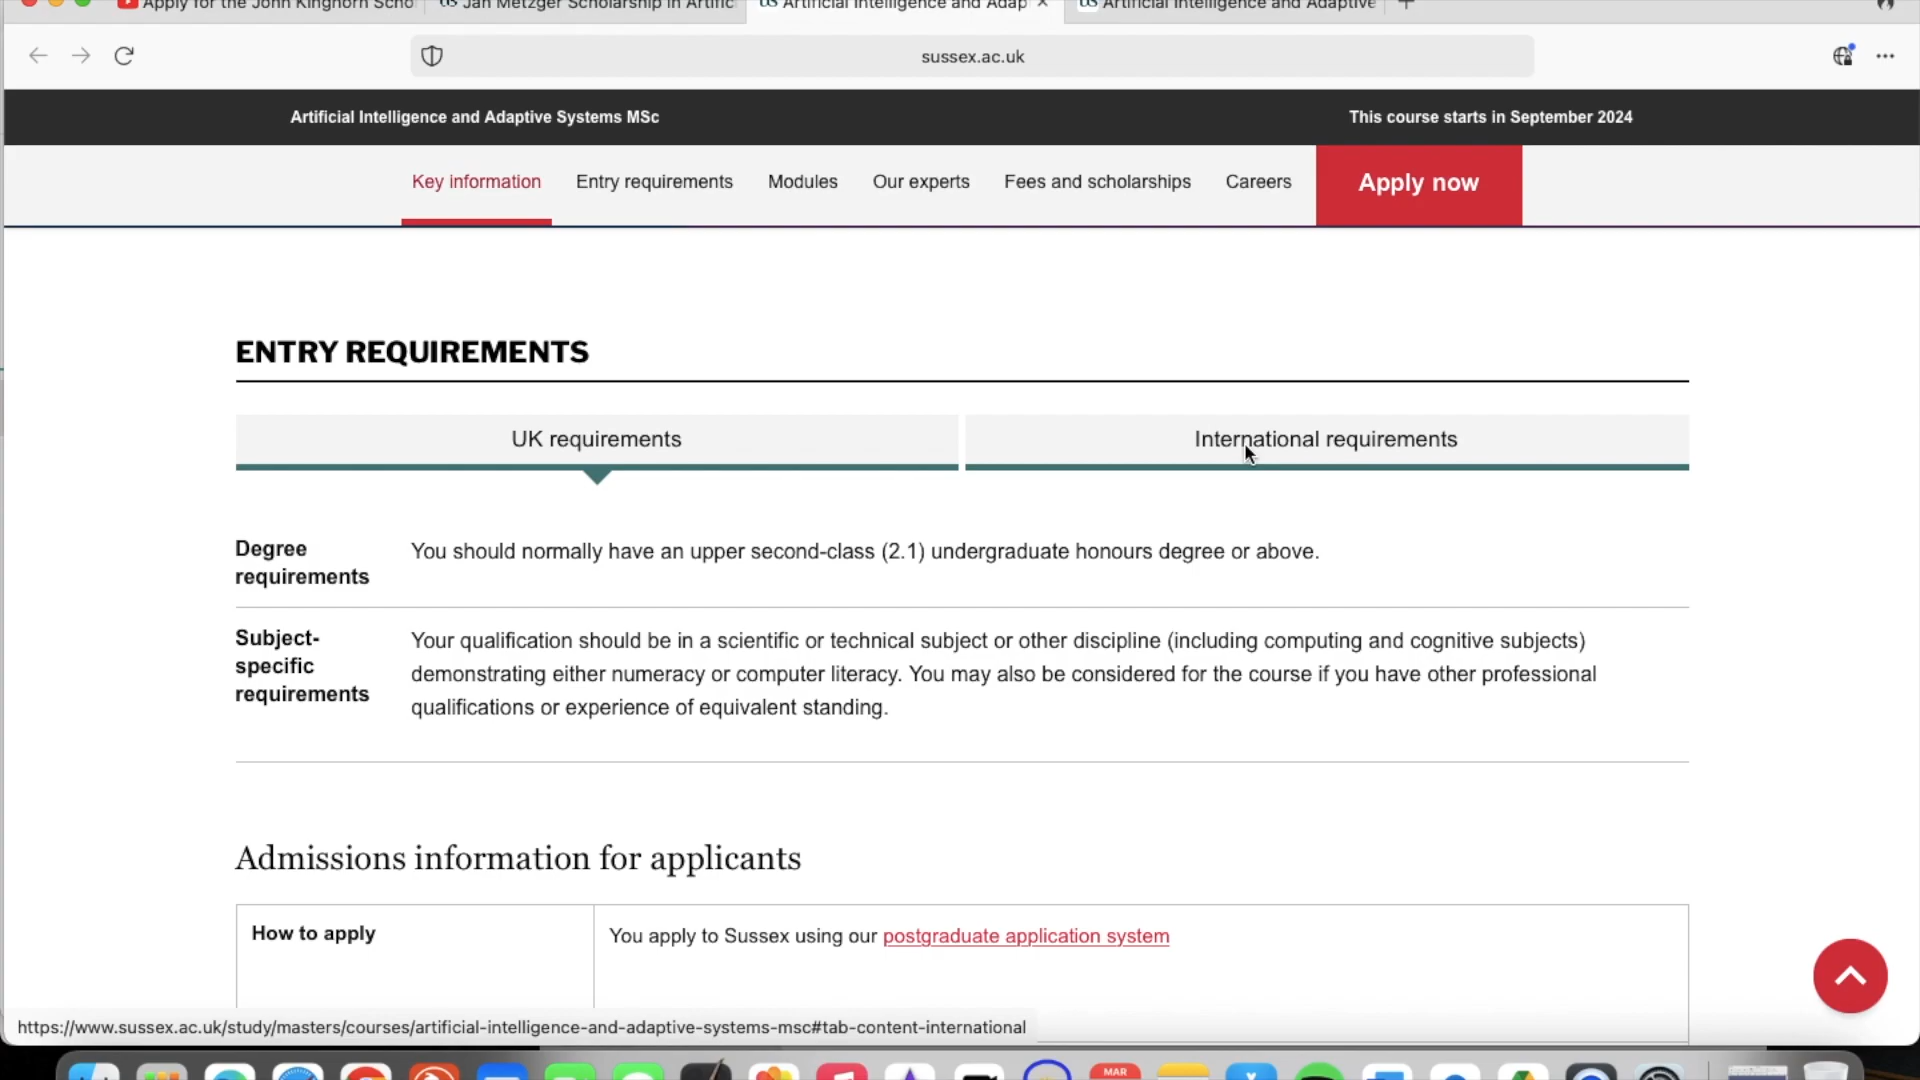 Apply for the John Kinghorn Scho
Jan Metzger Scholarship in Artific
Artificial Intelligence and Adap
Artificial Intelligence and Adaptive
sussex.ac.uk
Artificial Intelligence and Adaptive Systems MSc
This course starts in September 2024
Key information
Entry requirements
Modules
Our experts
Fees and scholarships
Careers
Apply now
ENTRY REQUIREMENTS
UK requirements
International requirements
Degree
requirements
You should normally have an upper second-class (2.1) undergraduate honours degree or above.
Subject-
specific
requirements
Your qualification should be in a scientific or technical subject or other discipline (including computing and cognitive subjects)
demonstrating either numeracy or computer literacy. You may also be considered for the course if you have other professional
qualifications or experience of equivalent standing.
Admissions information for applicants
How to apply
You apply to Sussex using our postgraduate application system
https://www.sussex.ac.uk/study/masters/courses/artificial-intelligence-and-adaptive-systems-msc#tab-content-international
MAR